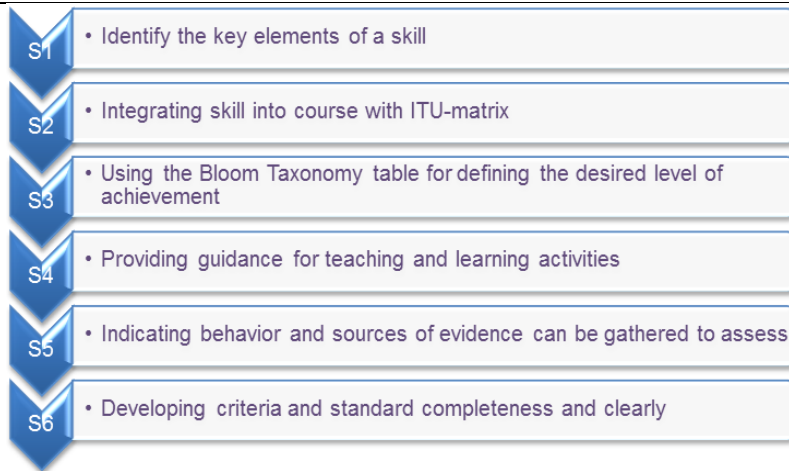 S1
• Identify the key elements of a skill
S2
• Integrating skill into course with ITU-matrix
S3
• Using the Bloom Taxonomy table for defining the desired level of
achievement
S4
• Providing guidance for teaching and learning activities
S5
• Indicating behavior and sources of evidence can be gathered to assess
S6
• Developing criteria and standard completeness and clearly